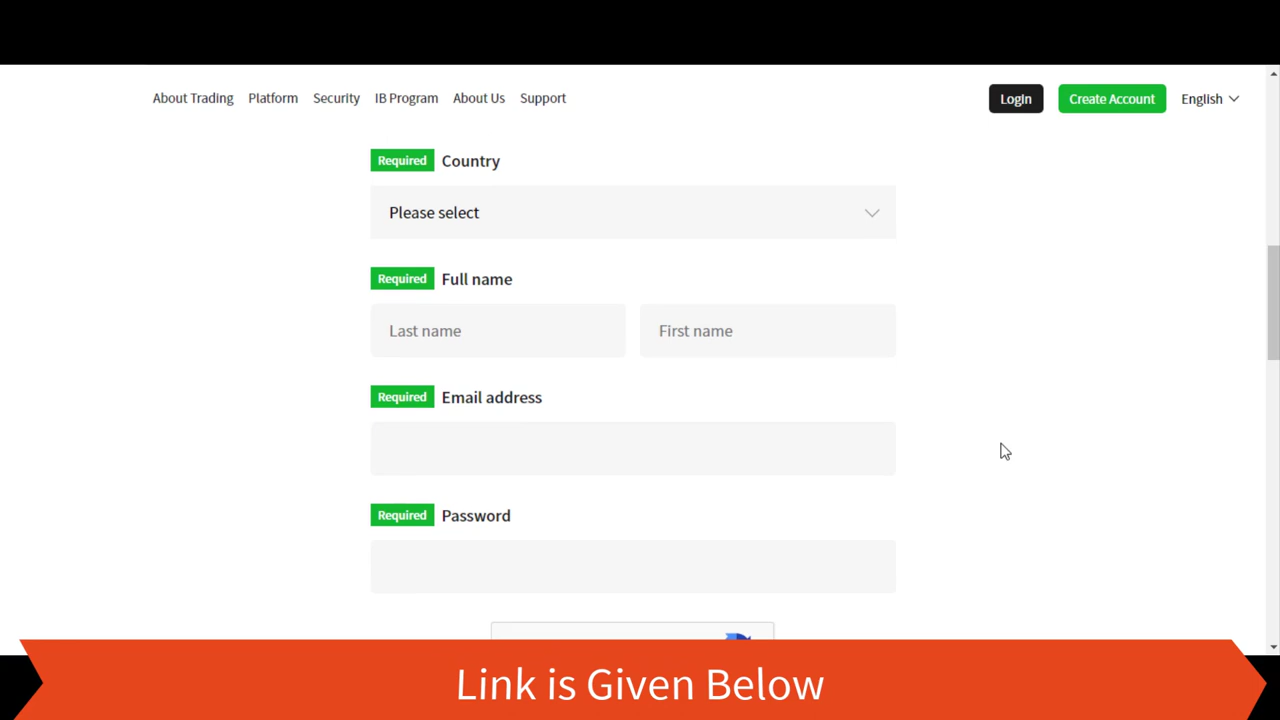 About Trading Platform Security IB Program About Us Support Login Create Account English
Required Country
Please select
Required Full name
Last name First name
Required Email address
Required Password
Link is Given Below